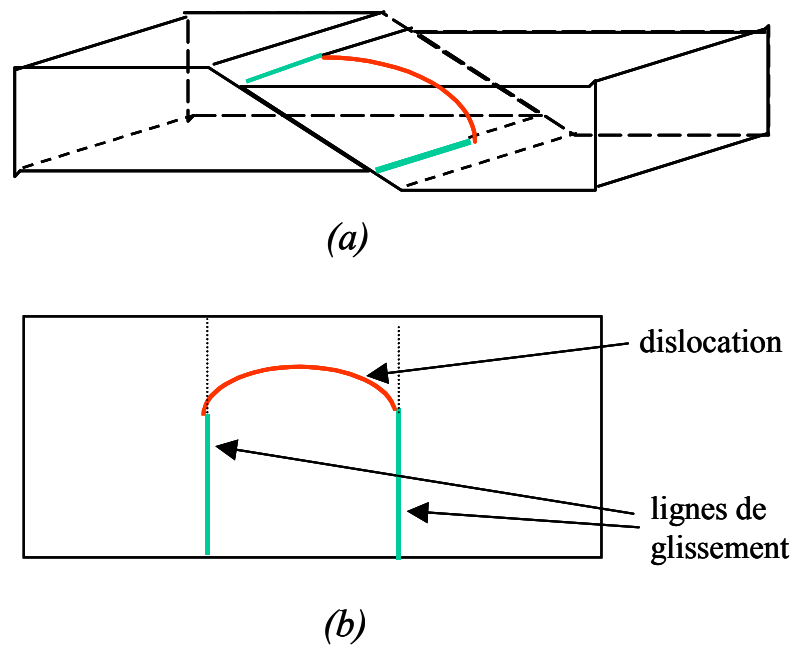 (a)
dislocation
lignes de
glissement
(b)